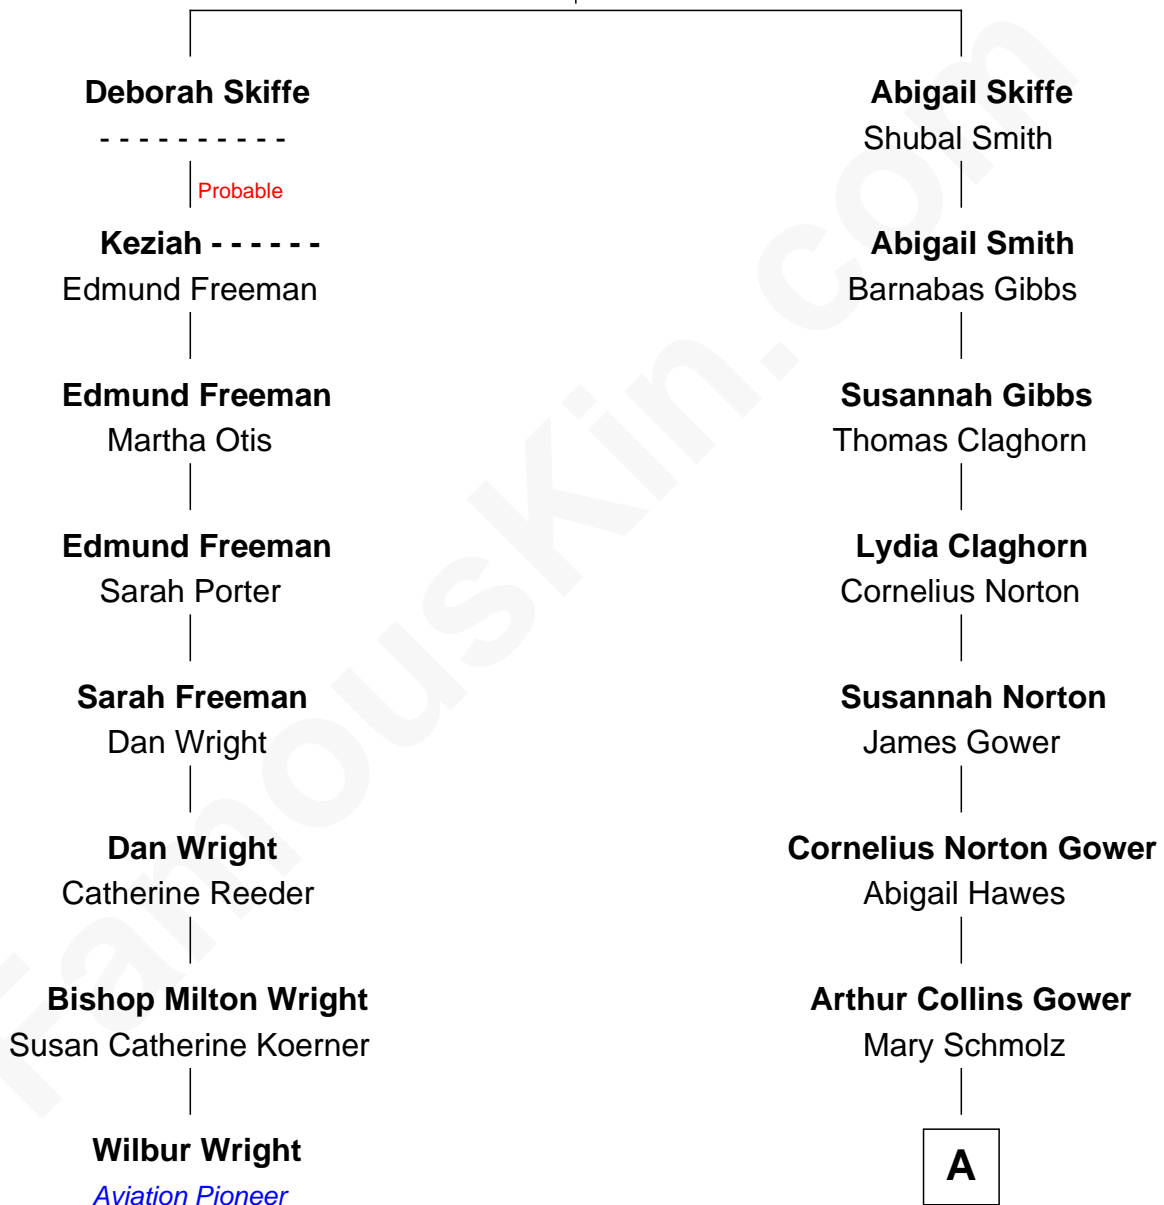 Deborah Skiffe
- - - - - - - - - -
Probable
Keziah - - - - - -
Edmund Freeman
Edmund Freeman
Martha Otis
Edmund Freeman
Sarah Porter
Sarah Freeman
Dan Wright
Dan Wright
Catherine Reeder
Bishop Milton Wright
Susan Catherine Koerner
Wilbur Wright
Aviation Pioneer
Abigail Skiffe
Shubal Smith
Abigail Smith
Barnabas Gibbs
Susannah Gibbs
Thomas Claghorn
Lydia Claghorn
Cornelius Norton
Susannah Norton
James Gower
Cornelius Norton Gower
Abigail Hawes
Arthur Collins Gower
Mary Schmolz
A
FamousKin.com